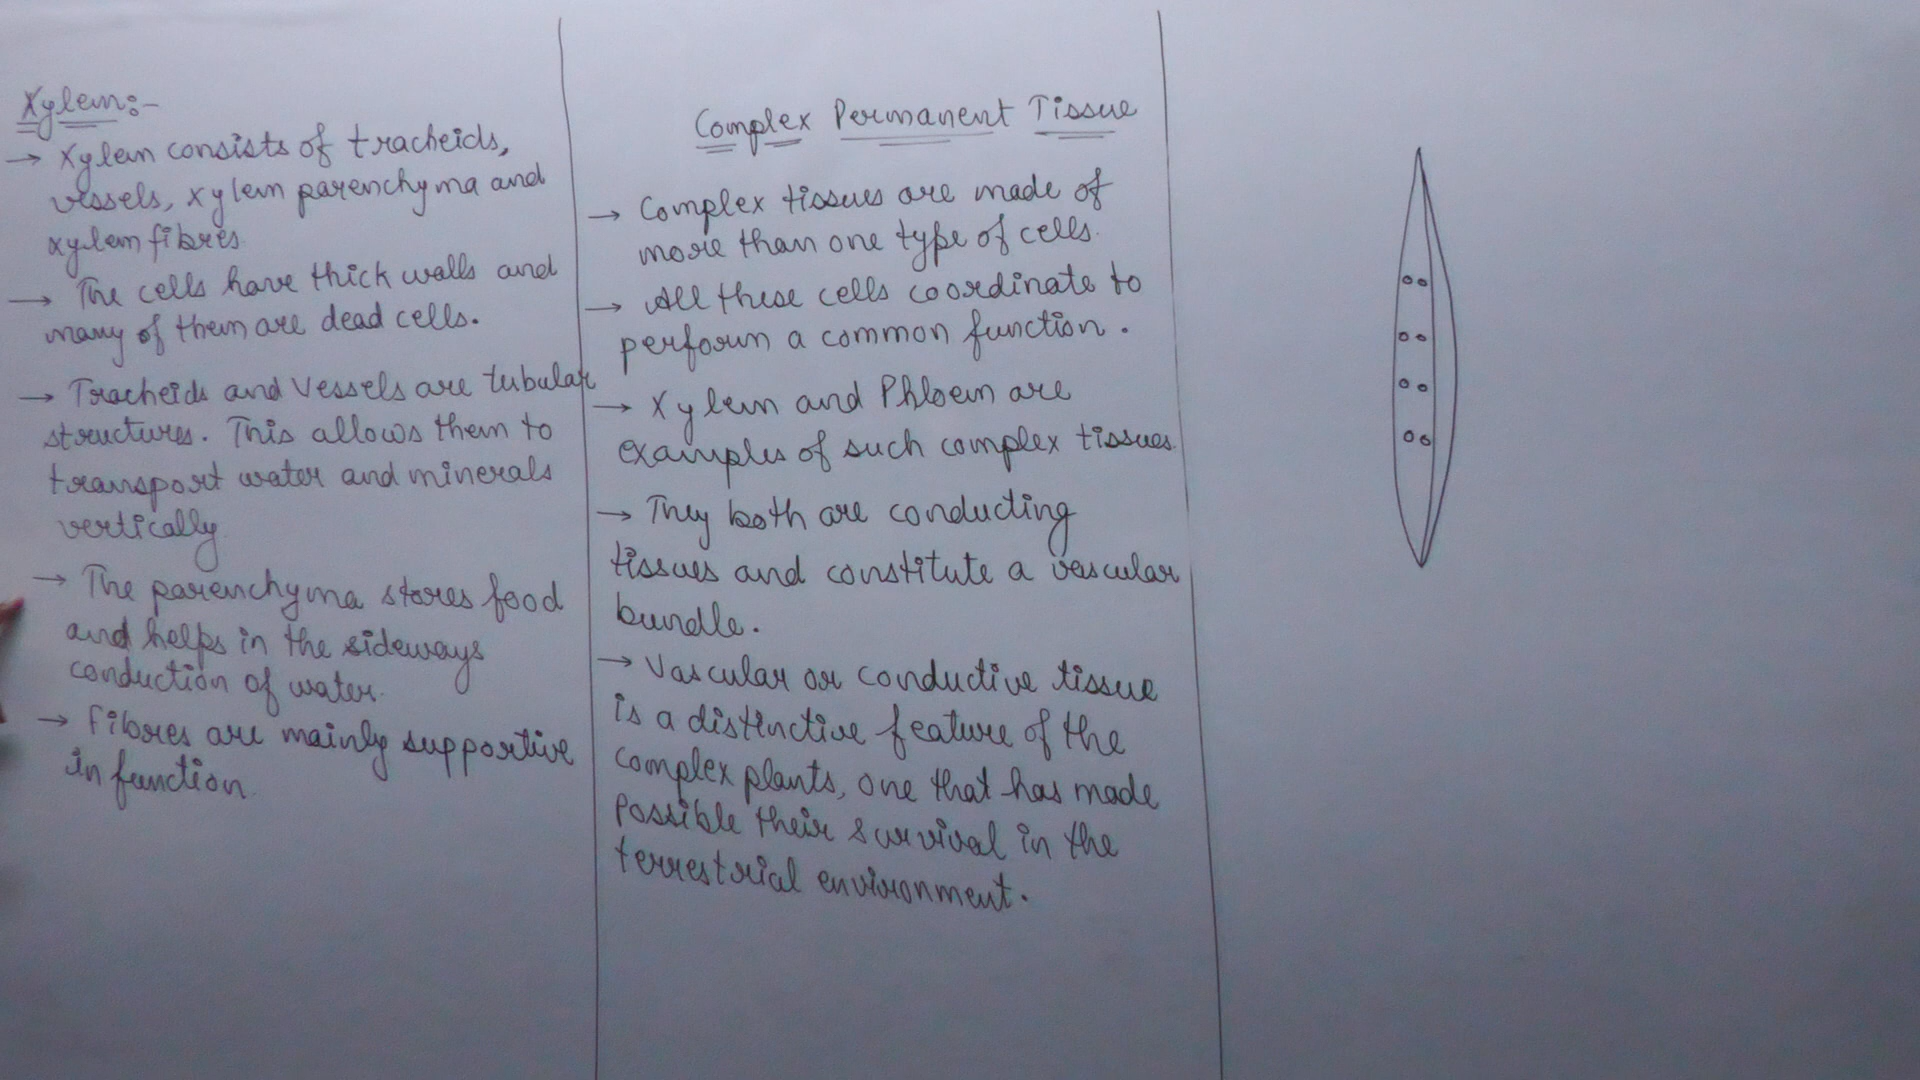 Xylem:-
→ Xylem consists of tracheids,
vessels, xylem parenchyma and
xylem fibres.
→ The cells have thick walls and
many of them are dead cells.
→ Tracheids and Vessels are tubular
structures. This allows them to
transport water and minerals
vertically
→ The parenchyma stores food
and helps in the sideways
conduction of water.
→ Fibres are mainly supportive
in function.
Complex Permanent Tissue
→ Complex tissues are made of
more than one type of cells.
→ All these cells coordinate to
perform a common function.
→ Xylem and Phloem are
examples of such complex tissues.
→ They both are conducting
tissues and constitute a vascular
bundle.
→ Vascular or conductive tissue
is a distinctive feature of the
complex plants, one that has made
possible their survival in the
terrestrial environment.